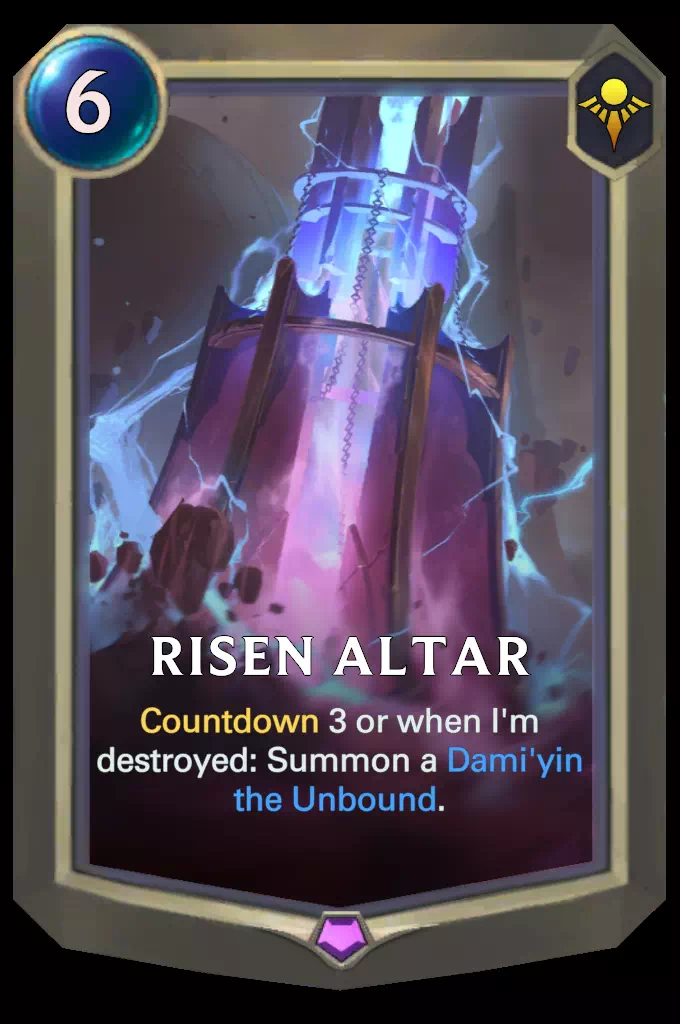 6
RISEN ALTAR
Countdown 3 or when I'm
destroyed: Summon a Dami'yin
the Unbound.